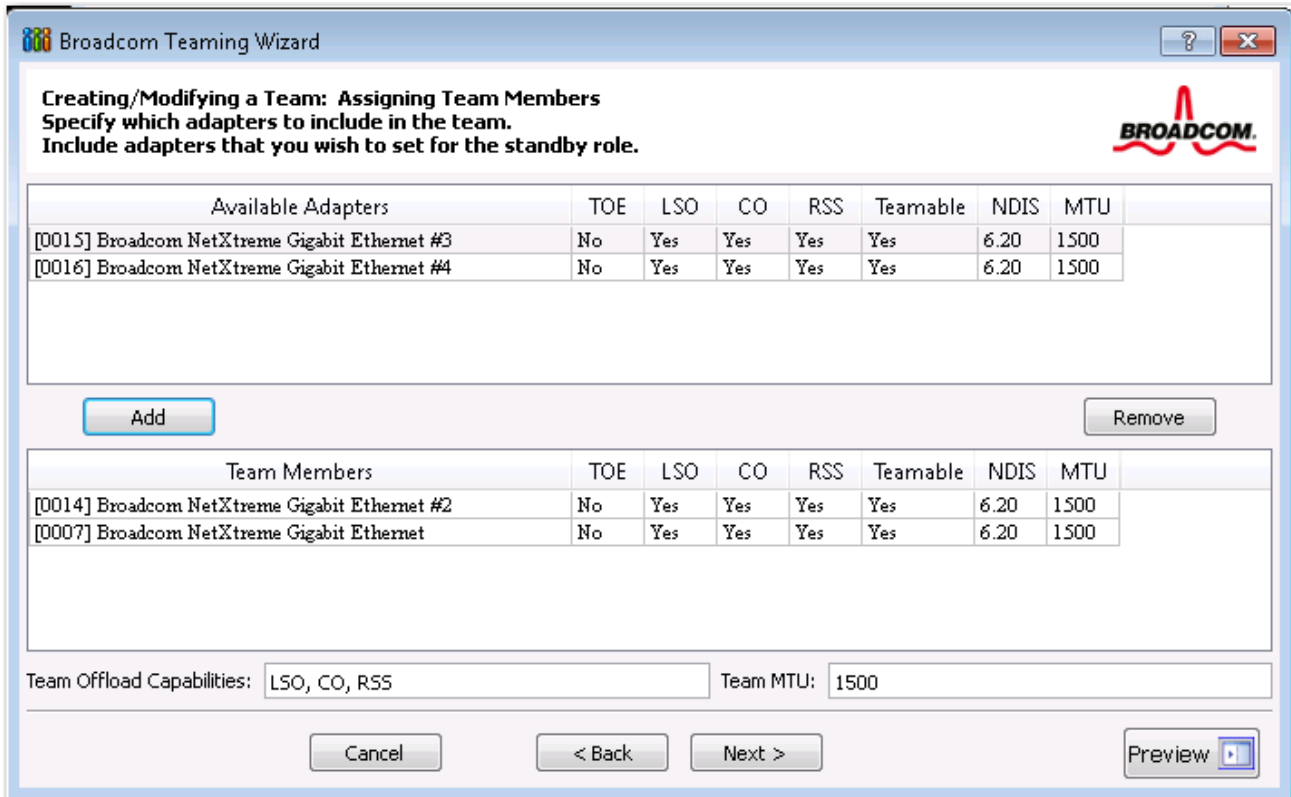 Broadcom Teaming Wizard
?
Creating/Modifying a Team: Assigning Team Members
Specify which adapters to include in the team.
Include adapters that you wish to set for the standby role.
BROADCOM.
Available Adapters TOE LSO CO RSS Teamable NDIS MTU
[0015] Broadcom NetXtreme Gigabit Ethernet #3 No Yes Yes Yes Yes 6.20 1500
[0016] Broadcom NetXtreme Gigabit Ethernet #4 No Yes Yes Yes Yes 6.20 1500
Add Remove
Team Members TOE LSO CO RSS Teamable NDIS MTU
[0014] Broadcom NetXtreme Gigabit Ethernet #2 No Yes Yes Yes Yes 6.20 1500
[0007] Broadcom NetXtreme Gigabit Ethernet No Yes Yes Yes Yes 6.20 1500
Team Offload Capabilities: LSO, CO, RSS Team MTU: 1500
Cancel < Back Next > Preview